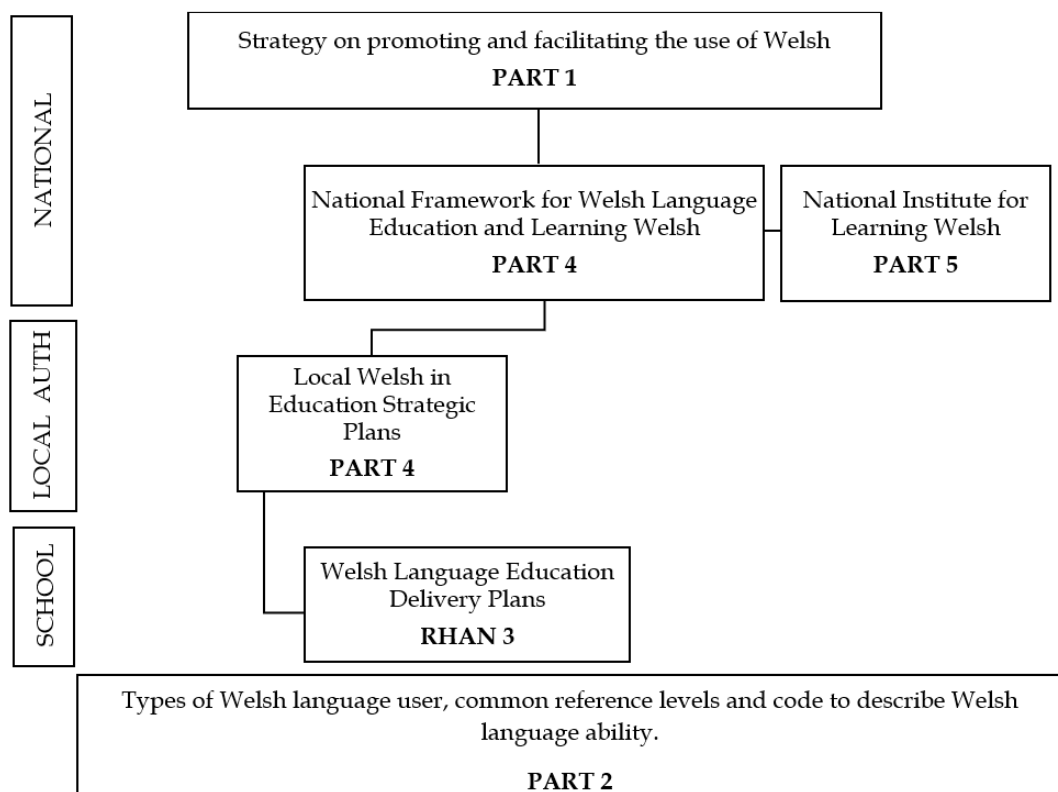 NATIONAL
Strategy on promoting and facilitating the use of Welsh
PART 1
National Framework for Welsh Language
Education and Learning Welsh
PART 4
National Institute for
Learning Welsh
PART 5
LOCAL AUTH
Local Welsh in
Education Strategic
Plans
PART 4
SCHOOL
Welsh Language Education
Delivery Plans
RHAN 3
Types of Welsh language user, common reference levels and code to describe Welsh
language ability.
PART 2